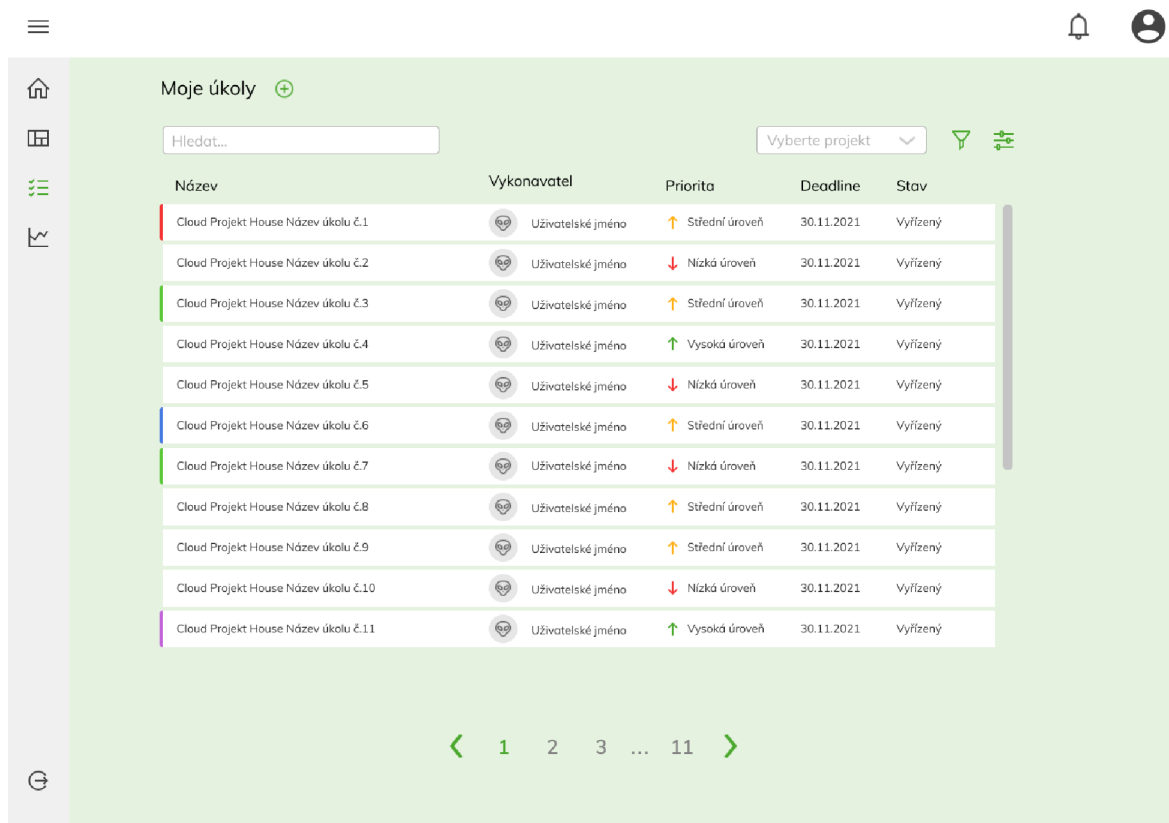 Moje úkoly
Hledat... Vyberte projekt
Název Vykonavatel Priorita Deadline Stav
Cloud Projekt House Název úkolu č.1 Uživatelské jméno Střední úroveň 30.11.2021 Vyřízený
Cloud Projekt House Název úkolu č.2 Uživatelské jméno Nízká úroveň 30.11.2021 Vyřízený
Cloud Projekt House Název úkolu č.3 Uživatelské jméno Střední úroveň 30.11.2021 Vyřízený
Cloud Projekt House Název úkolu č.4 Uživatelské jméno Vysoká úroveň 30.11.2021 Vyřízený
Cloud Projekt House Název úkolu č.5 Uživatelské jméno Nízká úroveň 30.11.2021 Vyřízený
Cloud Projekt House Název úkolu č.6 Uživatelské jméno Střední úroveň 30.11.2021 Vyřízený
Cloud Projekt House Název úkolu č.7 Uživatelské jméno Nízká úroveň 30.11.2021 Vyřízený
Cloud Projekt House Název úkolu č.8 Uživatelské jméno Střední úroveň 30.11.2021 Vyřízený
Cloud Projekt House Název úkolu č.9 Uživatelské jméno Střední úroveň 30.11.2021 Vyřízený
Cloud Projekt House Název úkolu č.10 Uživatelské jméno Nízká úroveň 30.11.2021 Vyřízený
Cloud Projekt House Název úkolu č.11 Uživatelské jméno Vysoká úroveň 30.11.2021 Vyřízený
1 2 3 ... 11